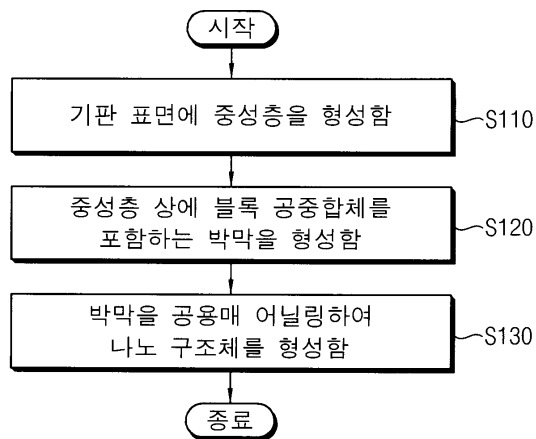 시작
기판 표면에 중성층을 형성함
S110
중성층 상에 블록 공중합체를
포함하는 박막을 형성함
S120
박막을 공용매 어닐링하여
나노 구조체를 형성함
S130
종료